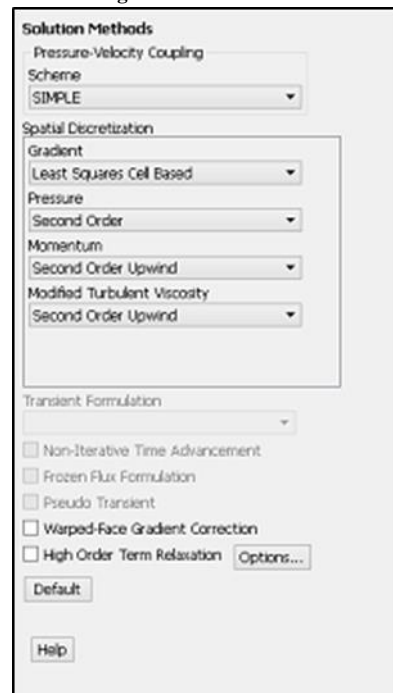 Solution Methods
Pressure-Velocity Coupling
Scheme
SIMPLE
Spatial Discretization
Gradient
Least Squares Cell Based
Pressure
Second Order
Momentum
Second Order Upwind
Modified Turbulent Viscosity
Second Order Upwind
Transient Formulation
Non-Iterative Time Advancement
Frozen Flux Formulation
Pseudo Transient
Warped-Face Gradient Correction
High Order Term Relaxation Options...
Default
Help